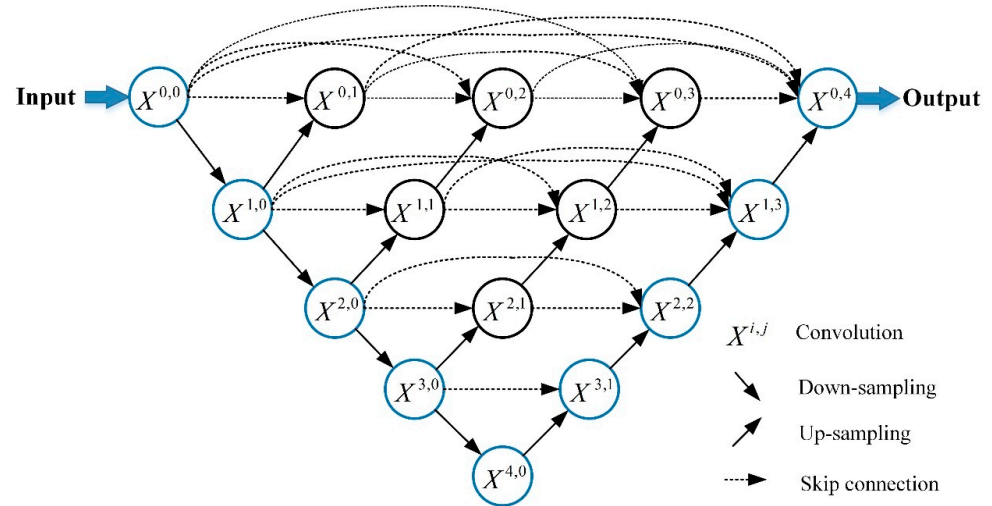 Input X^{0,0} X^{0,1} X^{0,2} X^{0,3} X^{0,4} Output
X^{1,0} X^{1,1} X^{1,2} X^{1,3}
X^{2,0} X^{2,1} X^{2,2}
X^{i,j} Convolution
X^{3,0} X^{3,1}
Down-sampling
Up-sampling
X^{4,0}
Skip connection